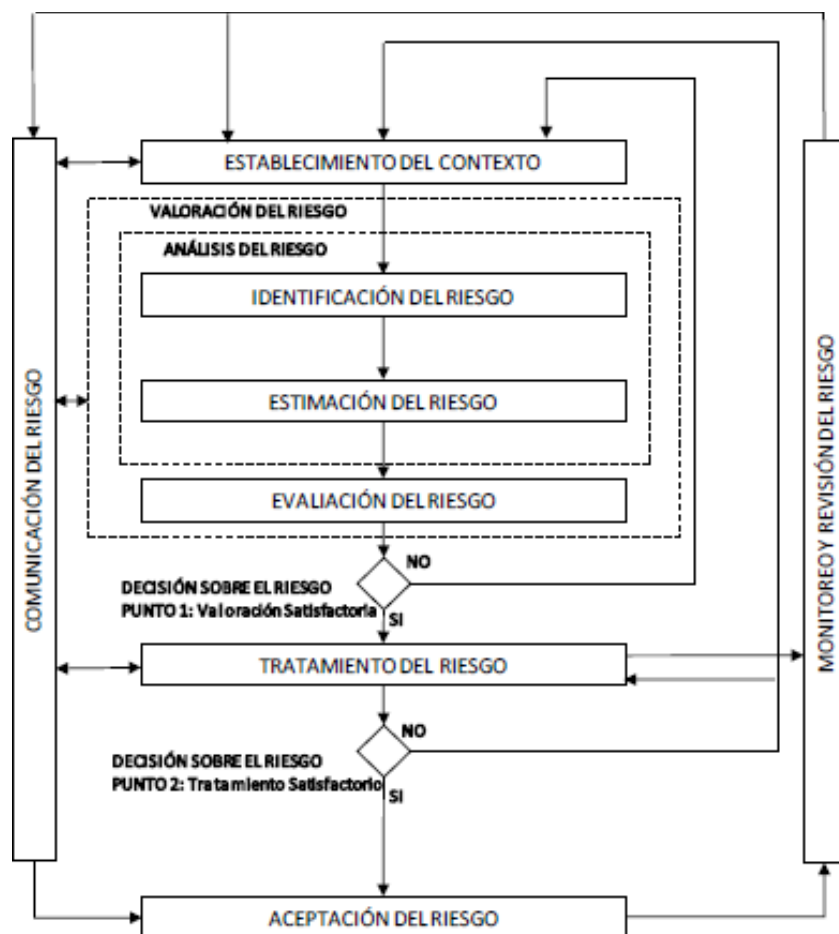 ESTABLECIMIENTO DEL CONTEXTO
VALORACIÓN DEL RIESGO
ANÁLISIS DEL RIESGO
IDENTIFICACIÓN DEL RIESGO
ESTIMACIÓN DEL RIESGO
EVALIACIÓN DEL RIESGO
NO
DECISIÓN SOBRE EL RIESGO
PUNTO 1: Valoración Satisfactoria
SI
TRATAMIENTO DEL RIESGO
NO
DECISIÓN SOBRE EL RIESGO
PUNTO 2: Tratamiento Satisfactorio
SI
ACEPTACIÓN DEL RIESGO
COMUNICACIÓN DEL RIESGO
MONITOREO Y REVISIÓN DEL RIESGO